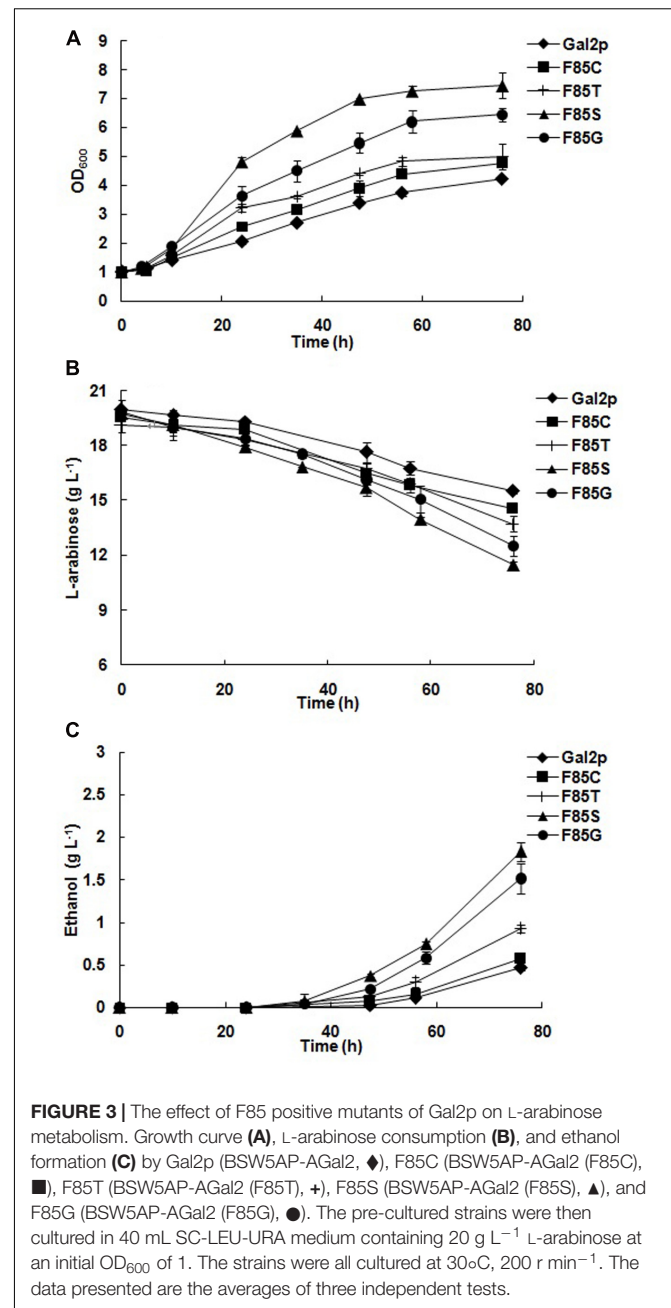 A
Gal2p
F85C
F85T
F85S
F85G
9
8
7
6
5
4
3
2
1
0
OD600
0 20 40 60 80
Time (h)
B
Gal2p
F85C
F85T
F85S
F85G
21
18
15
12
9
6
L-arabinose (g L-1)
0 20 40 60 80
Time (h)
C
Gal2p
F85C
F85T
F85S
F85G
3
2.5
2
1.5
1
0.5
0
Ethanol (g L-1)
0 20 40 60 80
Time (h)
FIGURE 3 | The effect of F85 positive mutants of Gal2p on L-arabinose
metabolism. Growth curve (A), L-arabinose consumption (B), and ethanol
formation (C) by Gal2p (BSW5AP-AGal2, ♦), F85C (BSW5AP-AGal2 (F85C),
■), F85T (BSW5AP-AGal2 (F85T), +), F85S (BSW5AP-AGal2 (F85S), ▲), and
F85G (BSW5AP-AGal2 (F85G), ●). The pre-cultured strains were then
cultured in 40 mL SC-LEU-URA medium containing 20 g L−1 L-arabinose at
an initial OD600 of 1. The strains were all cultured at 30◦C, 200 r min−1. The
data presented are the averages of three independent tests.